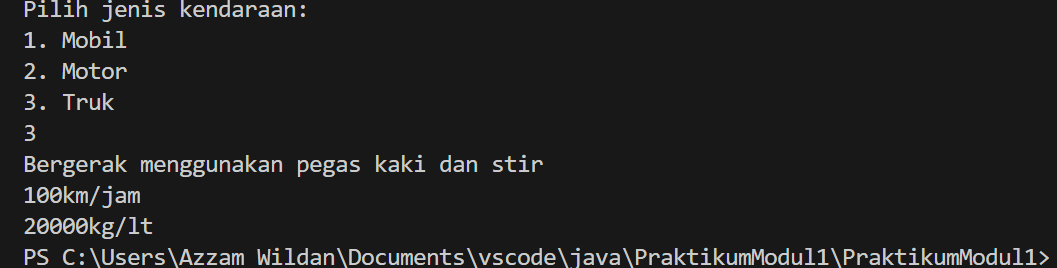 Pilih jenis kendaraan:
1. Mobil
2. Motor
3. Truk
3
Bergerak menggunakan pegas kaki dan stir
100km/jam
20000kg/lt
PS C:\Users\Azzam Wildan\Documents\vscode\java\PraktikumModul1\PraktikumModul1>